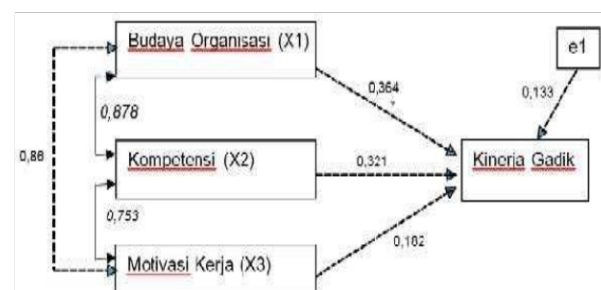 Budaya Organisasi (X1)
e1
0,364
0,133
0,878
0,86
Kompetensi (X2)
0,321
Kinerja Gadik
0,753
0,182
Motivasi Kerja (X3)